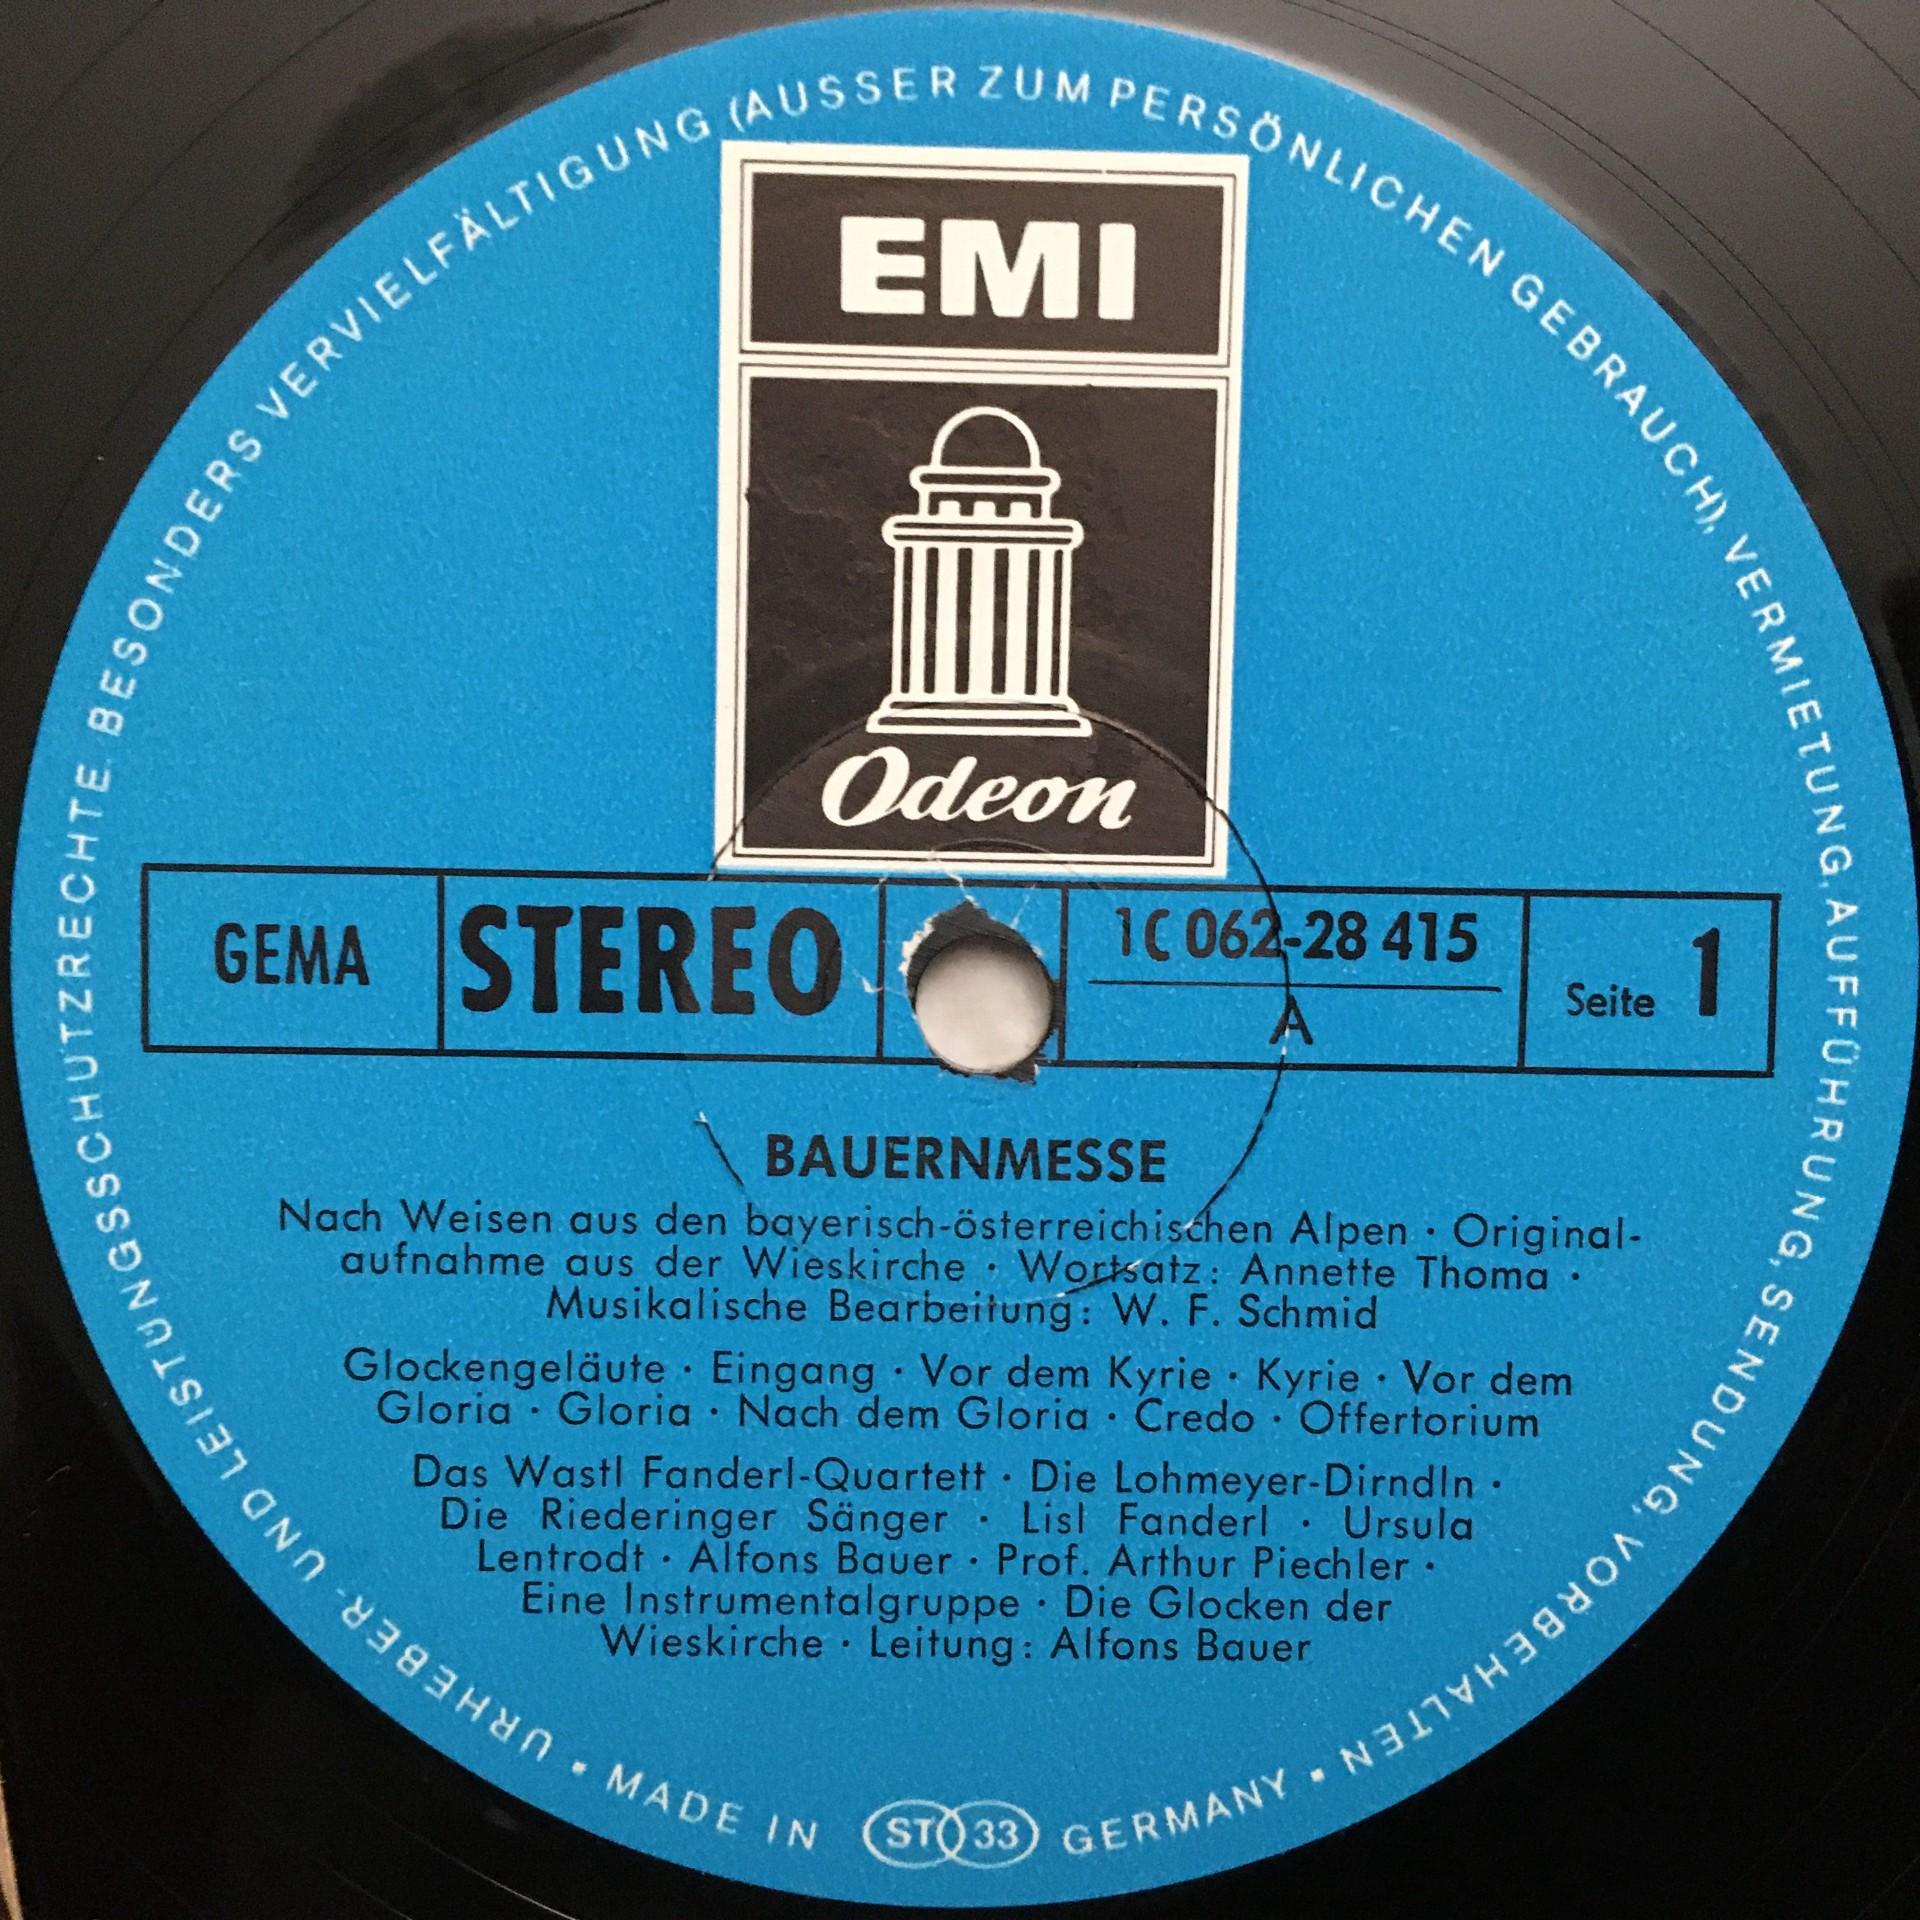 EMI
Odeon
GEMA
STEREO
1C 062-28 415
A
Seite 1
BAUERNMESSE
Nach Weisen aus den bayerisch-österreichischen Alpen · Original-
aufnahme aus der Wieskirche · Wortsatz: Annette Thoma ·
Musikalische Bearbeitung: W. F. Schmid
Glockengeläute · Eingang · Vor dem Kyrie · Kyrie · Vor dem
Gloria · Gloria · Nach dem Gloria · Credo · Offertorium
Das Wastl Fanderl-Quartett · Die Lohmeyer-Dirndln ·
Die Riederinger Sänger · Lisl Fanderl · Ursula
Lentrodt · Alfons Bauer · Prof. Arthur Piechler ·
Eine Instrumentalgruppe · Die Glocken der
Wieskirche · Leitung: Alfons Bauer
URHEBER- UND LEISTUNGSSCHUTZRECHTE, BESONDERS VERVIELFÄLTIGUNG (AUSSER ZUM PERSÖNLICHEN GEBRAUCH), VERMIETUNG, AUFFÜHRUNG, SENDUNG, VORBEHALTEN
▪ MADE IN ST 33 GERMANY ▪